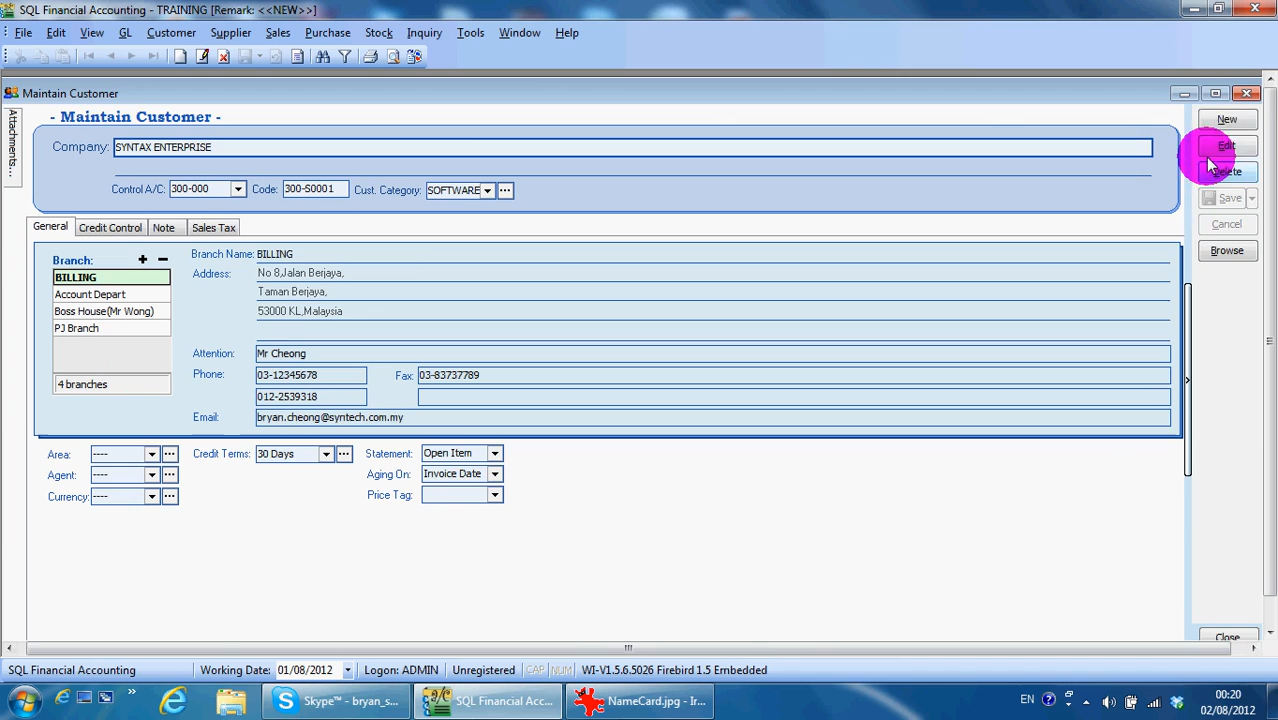 SQL Financial Accounting - TRAINING [Remark: <<NEW>>]
File Edit View GL Customer Supplier Sales Purchase Stock Inquiry Tools Window Help
Maintain Customer
Attachments...
- Maintain Customer -
New
Company: SYNTAX ENTERPRISE
Edit
Delete
Control A/C: 300-000 Code: 300-S0001 Cust. Category: SOFTWARE
Save
Cancel
General Credit Control Note Sales Tax
Browse
Branch: + -
BILLING
Account Depart
Boss House(Mr Wong)
PJ Branch
4 branches
Branch Name: BILLING
Address: No 8,Jalan Berjaya,
Taman Berjaya,
53000 KL,Malaysia
Attention: Mr Cheong
Phone: 03-12345678 Fax: 03-83737789
012-2539318
Email: bryan.cheong@syntech.com.my
Area: ---- Credit Terms: 30 Days Statement: Open Item
Agent: ---- Aging On: Invoice Date
Currency: ---- Price Tag:
Close
SQL Financial Accounting Working Date: 01/08/2012 Logon: ADMIN Unregistered CAP NUM WI-V1.5.6.5026 Firebird 1.5 Embedded
Skype™ - bryan_s... SQL Financial Acc... NameCard.jpg - Ir... EN 00:20
02/08/2012